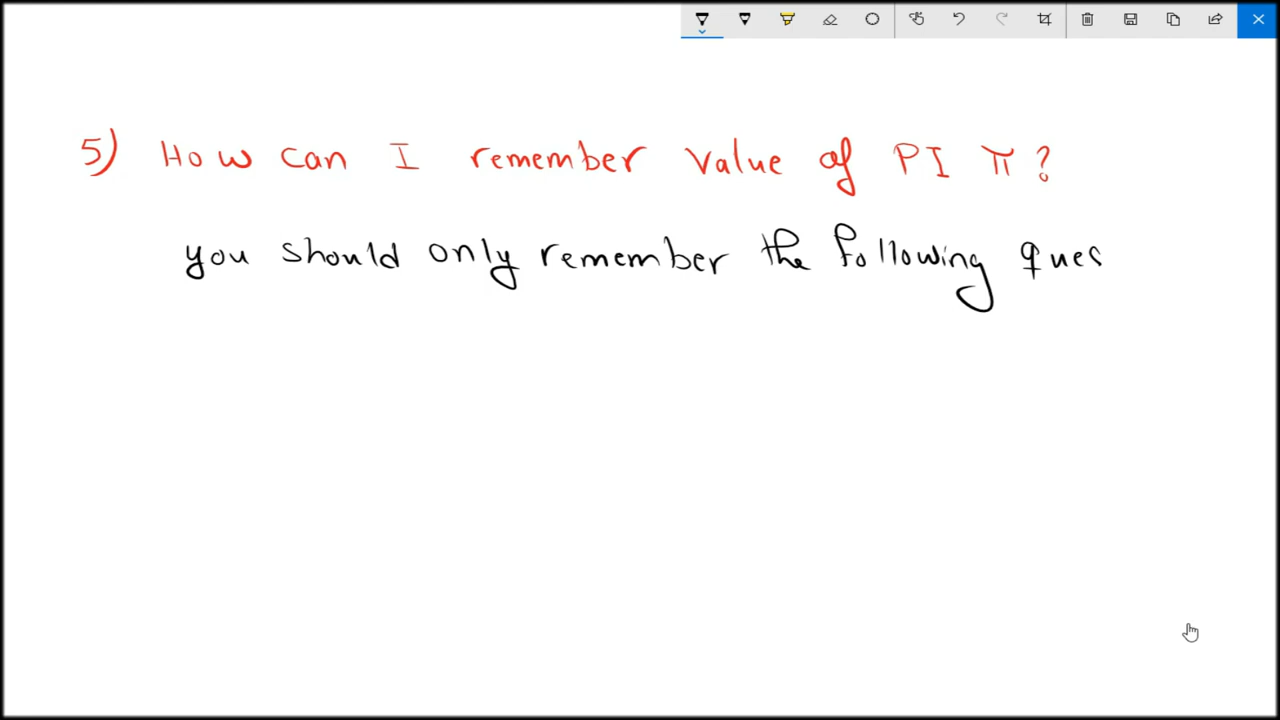 5) How can I remember value of PI π?
you should only remember the following ques